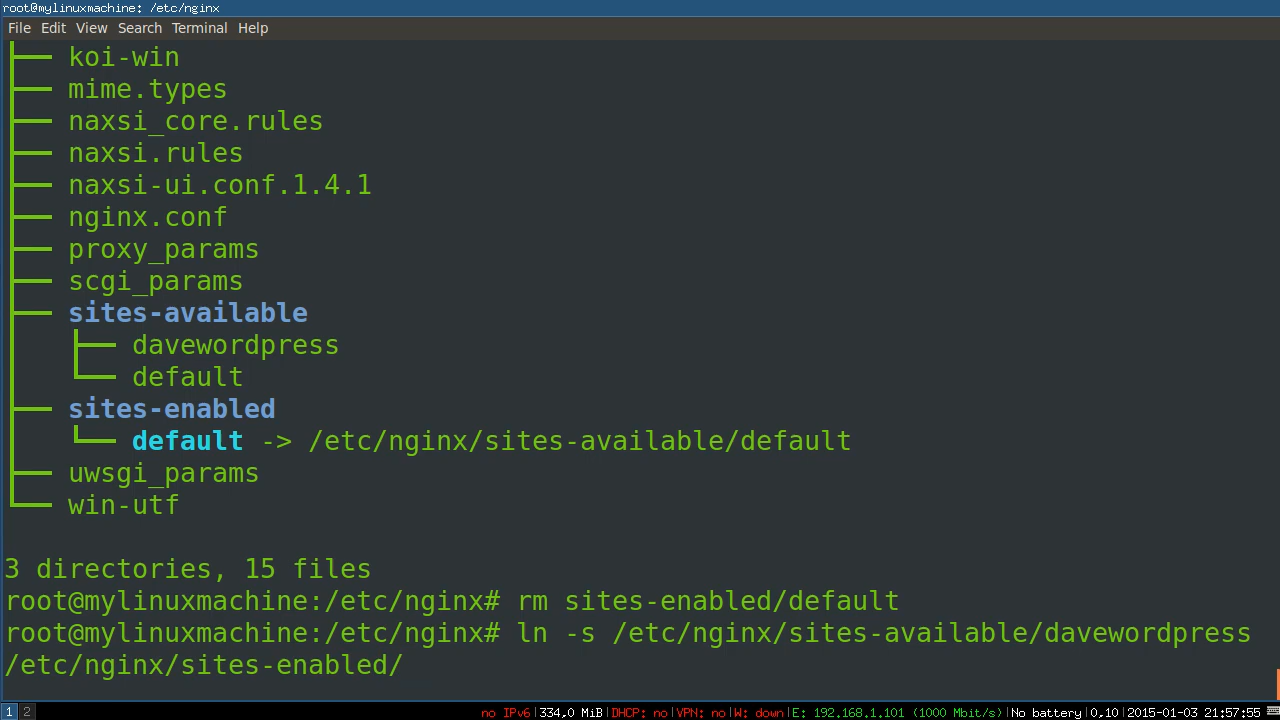 root@mylinuxmachine: /etc/nginx
File Edit View Search Terminal Help
├── koi-win
├── mime.types
├── naxsi_core.rules
├── naxsi.rules
├── naxsi-ui.conf.1.4.1
├── nginx.conf
├── proxy_params
├── scgi_params
├── sites-available
│   ├── davewordpress
│   └── default
├── sites-enabled
│   └── default -> /etc/nginx/sites-available/default
├── uwsgi_params
└── win-utf
3 directories, 15 files
root@mylinuxmachine:/etc/nginx# rm sites-enabled/default
root@mylinuxmachine:/etc/nginx# ln -s /etc/nginx/sites-available/davewordpress
/etc/nginx/sites-enabled/
1 2 no IPv6|334,0 MiB|DHCP: no|VPN: no|W: down|E: 192.168.1.101 (1000 Mbit/s)|No battery|0,10|2015-01-03 21:57:55